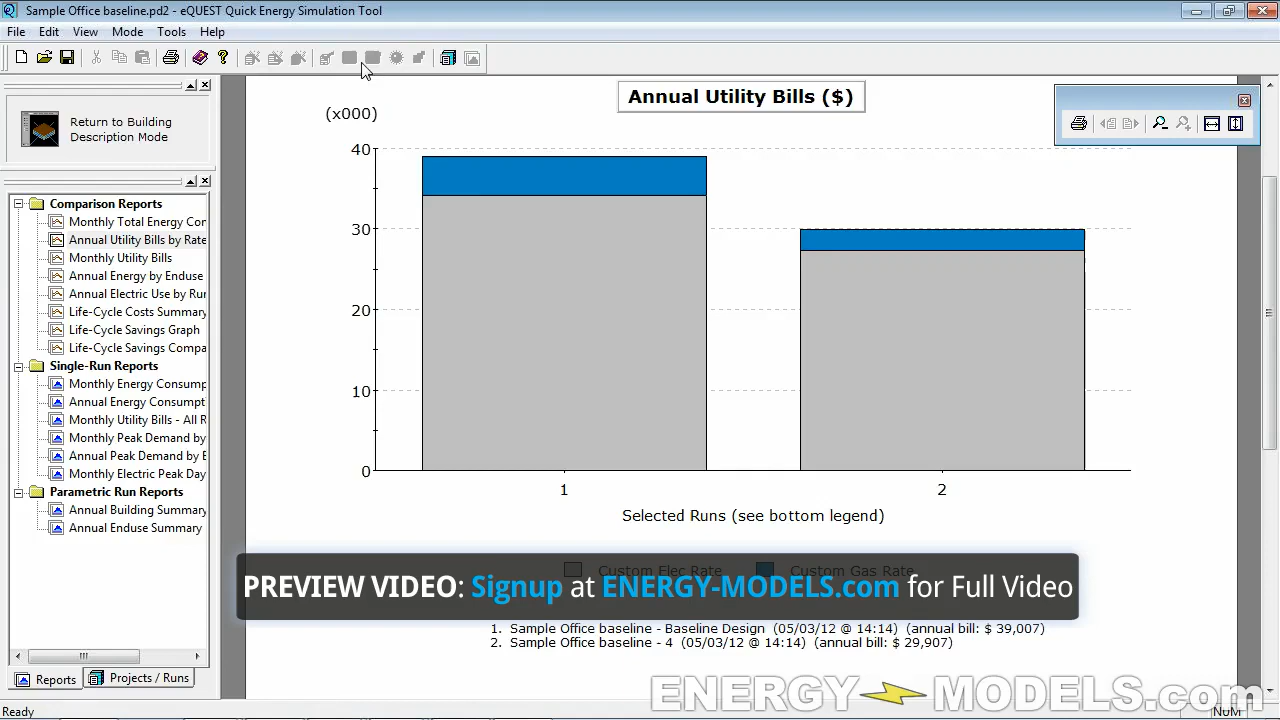 Sample Office baseline.pd2 - eQUEST Quick Energy Simulation Tool
File Edit View Mode Tools Help
Return to Building
Description Mode
Comparison Reports
Monthly Total Energy Con
Annual Utility Bills by Rate
Monthly Utility Bills
Annual Energy by Enduse
Annual Electric Use by Run
Life-Cycle Costs Summary
Life-Cycle Savings Graph
Life-Cycle Savings Compa
Single-Run Reports
Monthly Energy Consump
Annual Energy Consumpt
Monthly Utility Bills - All R
Monthly Peak Demand by
Annual Peak Demand by E
Monthly Electric Peak Day
Parametric Run Reports
Annual Building Summary
Annual Enduse Summary
Reports Projects / Runs
Ready
Annual Utility Bills ($)
(x000)
40
30
20
10
0
1 2
Selected Runs (see bottom legend)
Custom Elec Rate Custom Gas Rate
PREVIEW VIDEO: Signup at ENERGY-MODELS.com for Full Video
1. Sample Office baseline - Baseline Design (05/03/12 @ 14:14) (annual bill: $ 39,007)
2. Sample Office baseline - 4 (05/03/12 @ 14:14) (annual bill: $ 29,907)
ENERGY MODELS.com
NUM